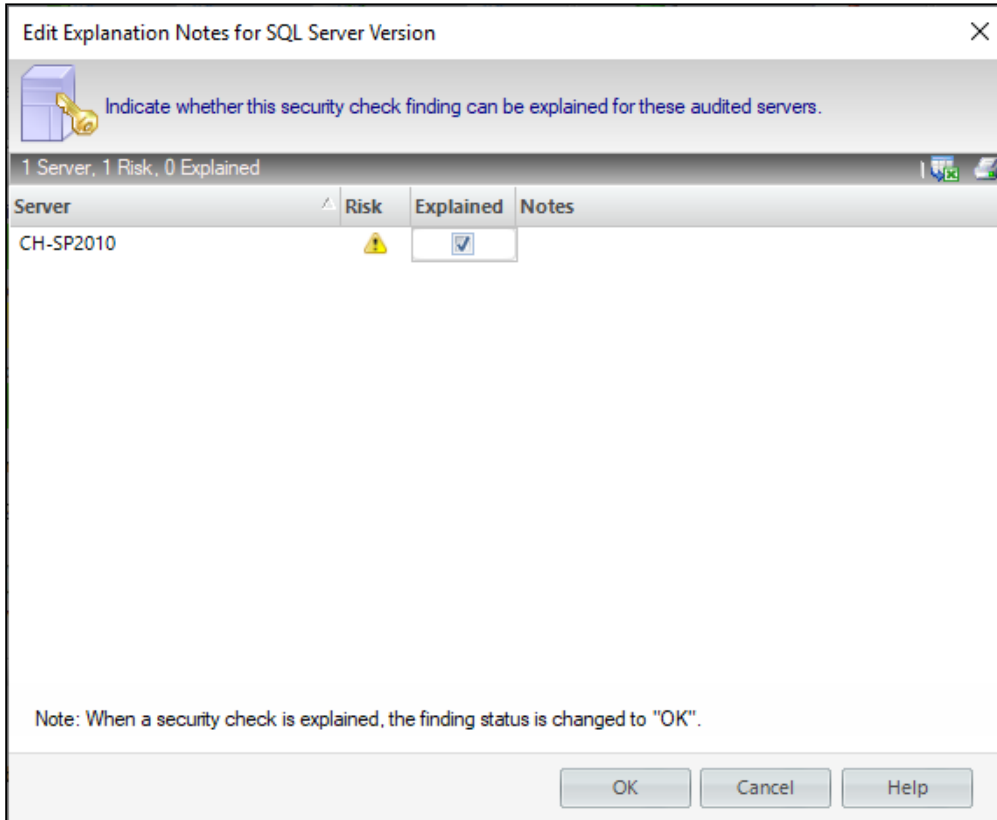 Edit Explanation Notes for SQL Server Version
Indicate whether this security check finding can be explained for these audited servers.
1 Server, 1 Risk, 0 Explained
Server Risk Explained Notes
CH-SP2010
Note: When a security check is explained, the finding status is changed to "OK".
OK Cancel Help